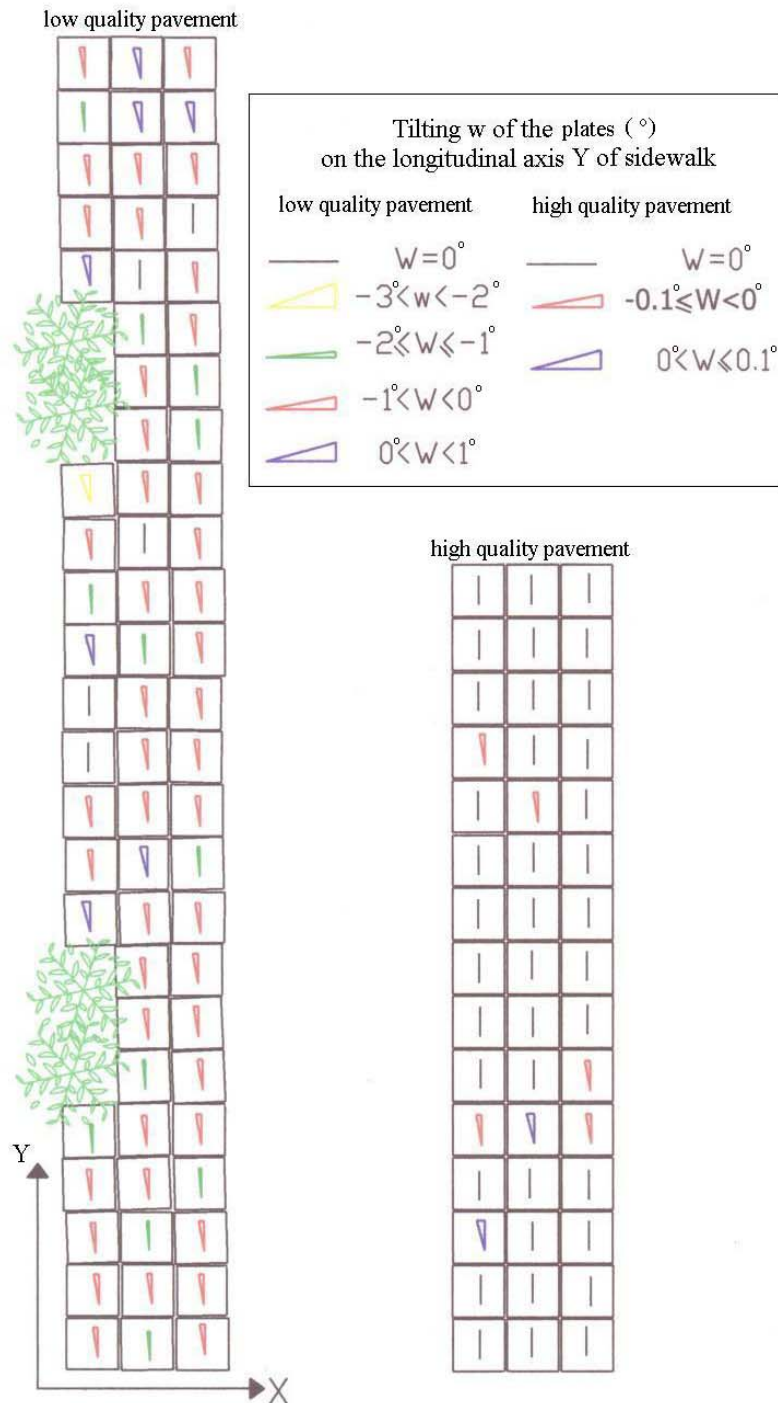 low quality pavement
Tilting w of the plates ( °)
on the longitudinal axis Y of sidewalk
low quality pavement
high quality pavement
W=0°
-3<w<-2°
-2≤W≤-1°
-1°<W<0°
0°<W<1°
W=0°
-0.1°≤W<0°
0°<W≤0.1°
high quality pavement
Y
X